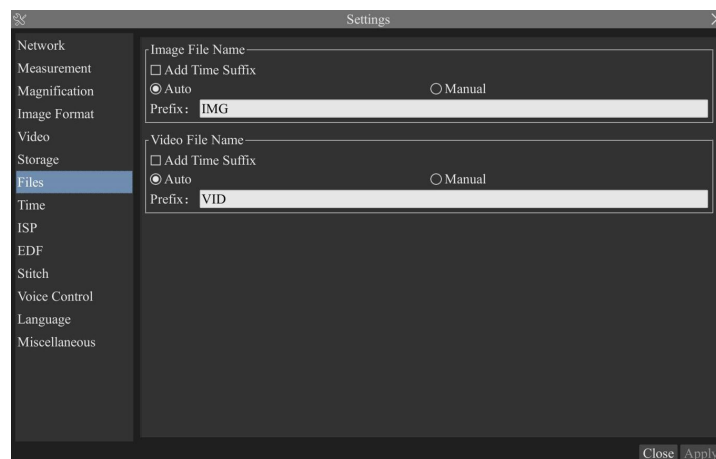 Settings
Network
Measurement
Magnification
Image Format
Video
Storage
Files
Time
ISP
EDF
Stitch
Voice Control
Language
Miscellaneous
Image File Name
Add Time Suffix
Auto Manual
Prefix: IMG
Video File Name
Add Time Suffix
Auto Manual
Prefix: VID
Close Apply